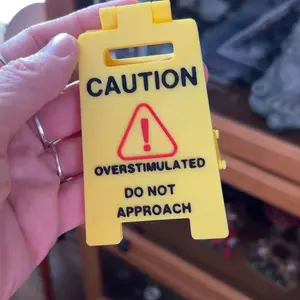 CAUTION
!
OVERSTIMULATED
DO NOT
APPROACH